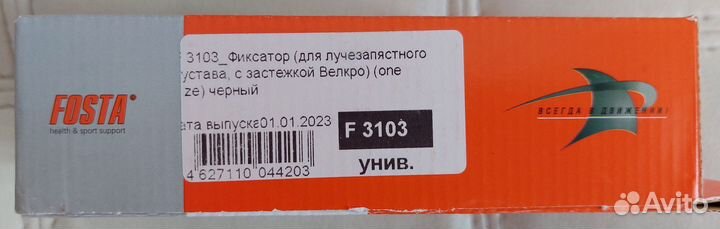 FOSTA®
health & sport support
F 3103_Фиксатор (для лучезапястного
устава, с застежкой Велкро) (one
ize) черный
ата выпуска01.01.2023
F 3103
унив.
4 627110 044203
ВСЕГДА В ДВИЖЕНИИ!
Avito